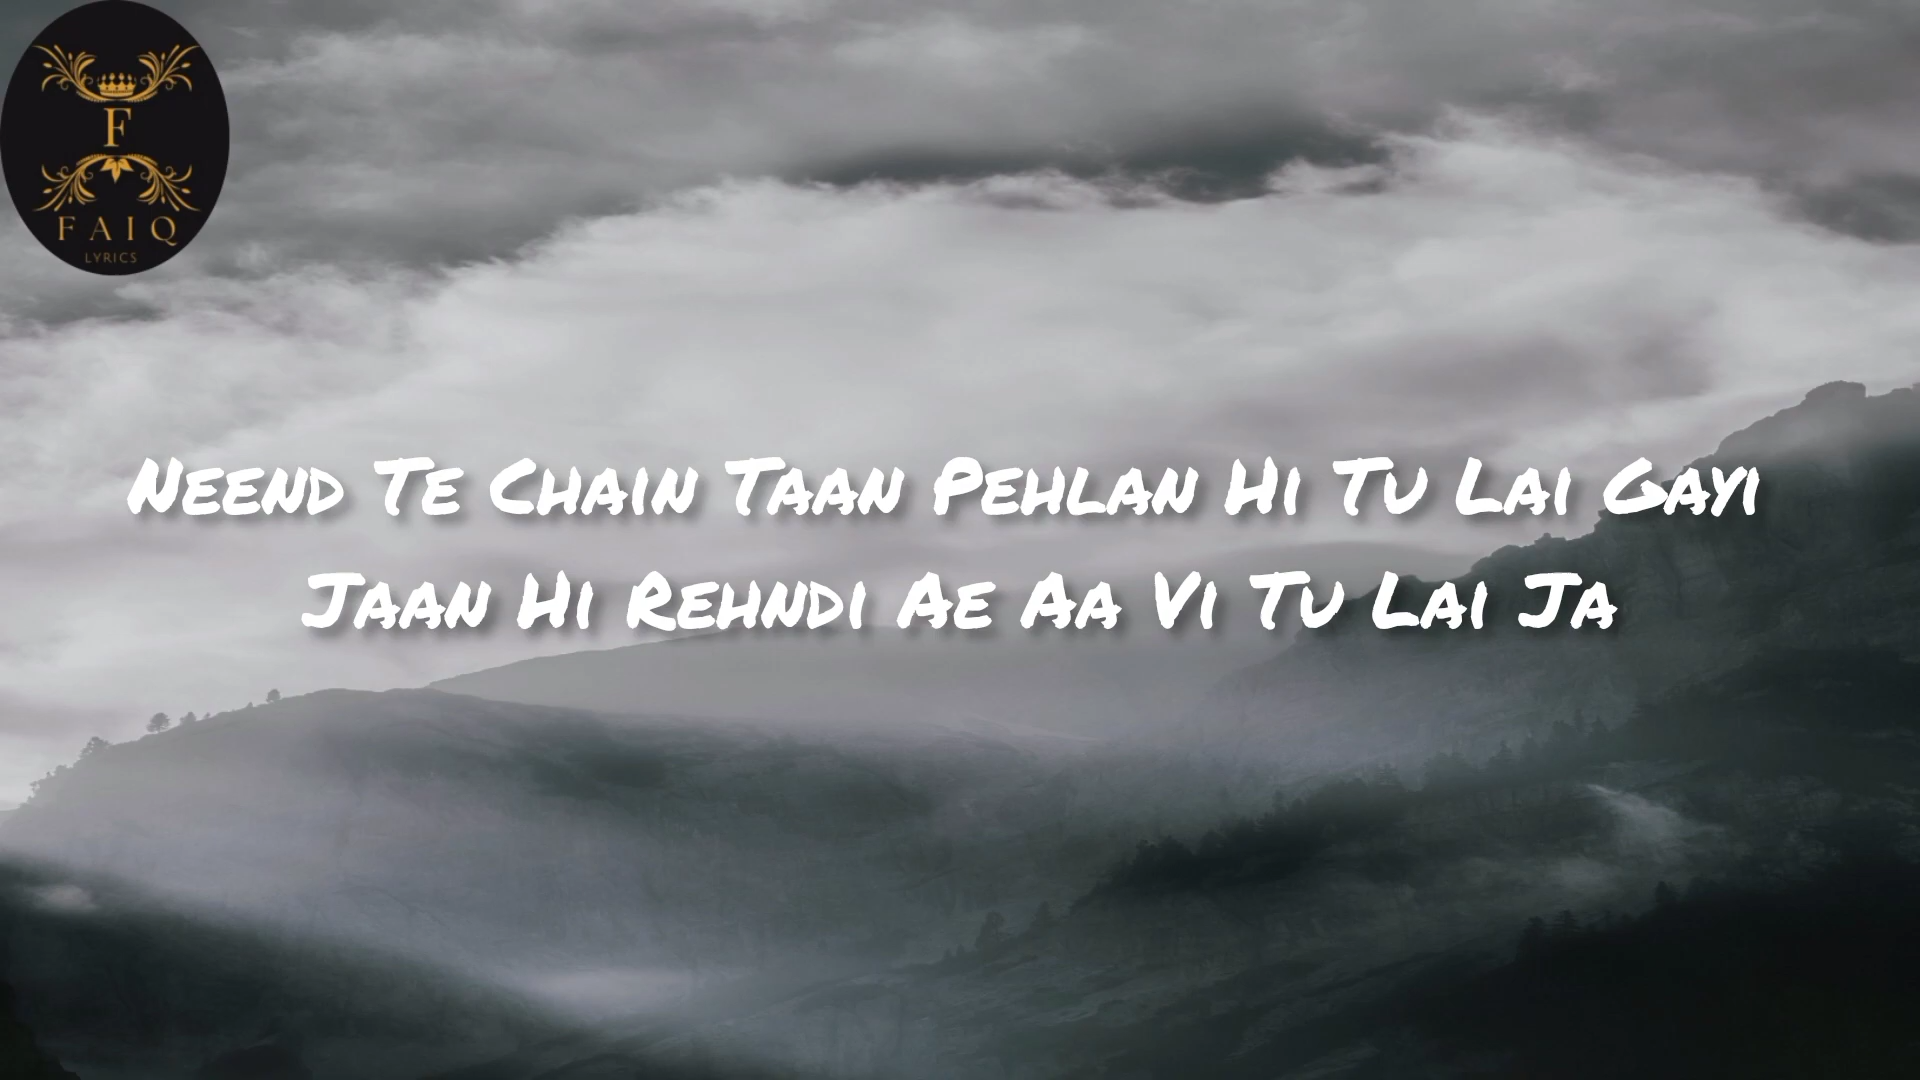 F
FAIQ
LYRICS
Neend Te Chain Taan Pehlan Hi Tu Lai Gayi
Jaan Hi Rehndi Ae Aa Vi Tu Lai Ja